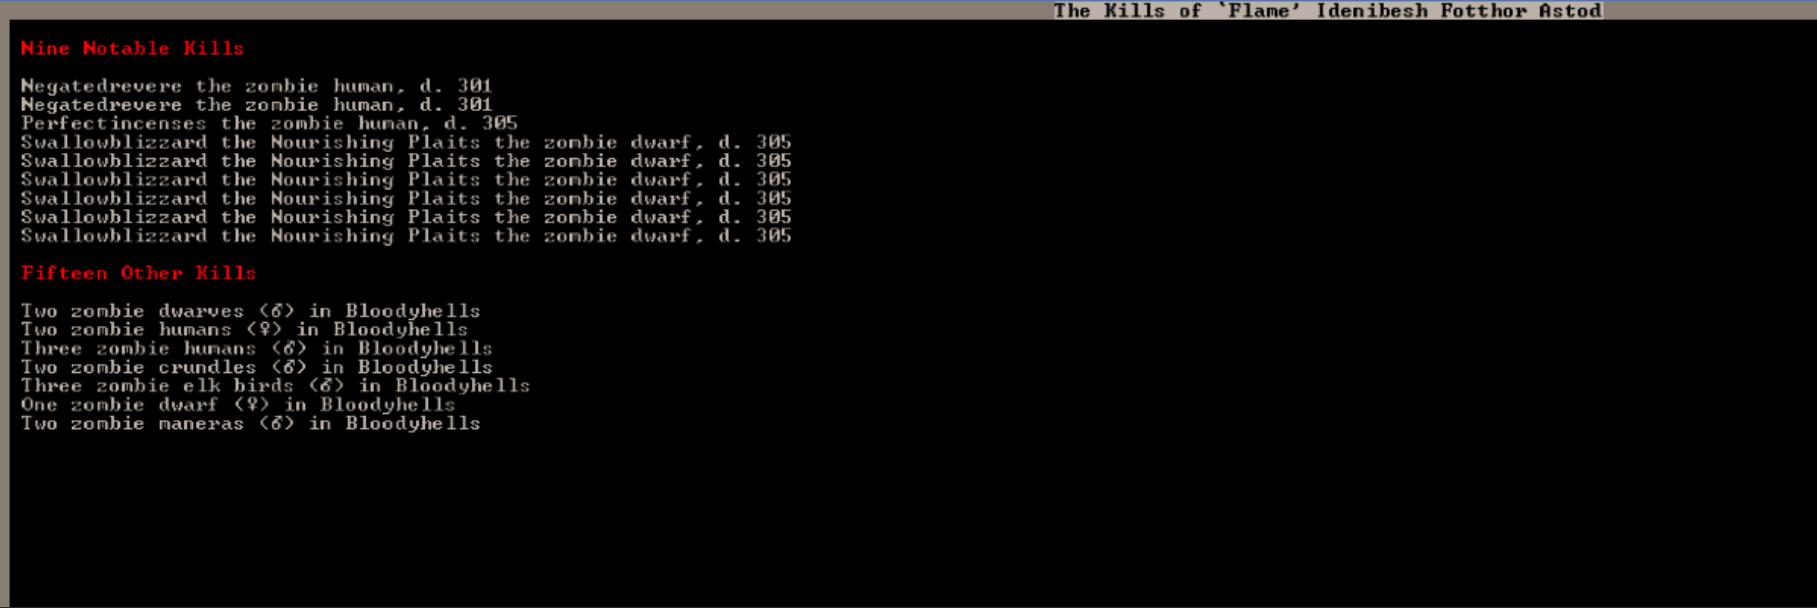 The Kills of `Flame' Idenibesh Fotthor Astod
Nine Notable Kills
Negatedrevere the zombie human, d. 301
Negatedrevere the zombie human, d. 301
Perfectincenses the zombie human, d. 305
Swallowblizzard the Nourishing Plaits the zombie dwarf, d. 305
Swallowblizzard the Nourishing Plaits the zombie dwarf, d. 305
Swallowblizzard the Nourishing Plaits the zombie dwarf, d. 305
Swallowblizzard the Nourishing Plaits the zombie dwarf, d. 305
Swallowblizzard the Nourishing Plaits the zombie dwarf, d. 305
Swallowblizzard the Nourishing Plaits the zombie dwarf, d. 305
Fifteen Other Kills
Two zombie dwarves (♂) in Bloodyhells
Two zombie humans (♀) in Bloodyhells
Three zombie humans (♂) in Bloodyhells
Two zombie crundles (♂) in Bloodyhells
Three zombie elk birds (♂) in Bloodyhells
One zombie dwarf (♀) in Bloodyhells
Two zombie maneras (♂) in Bloodyhells